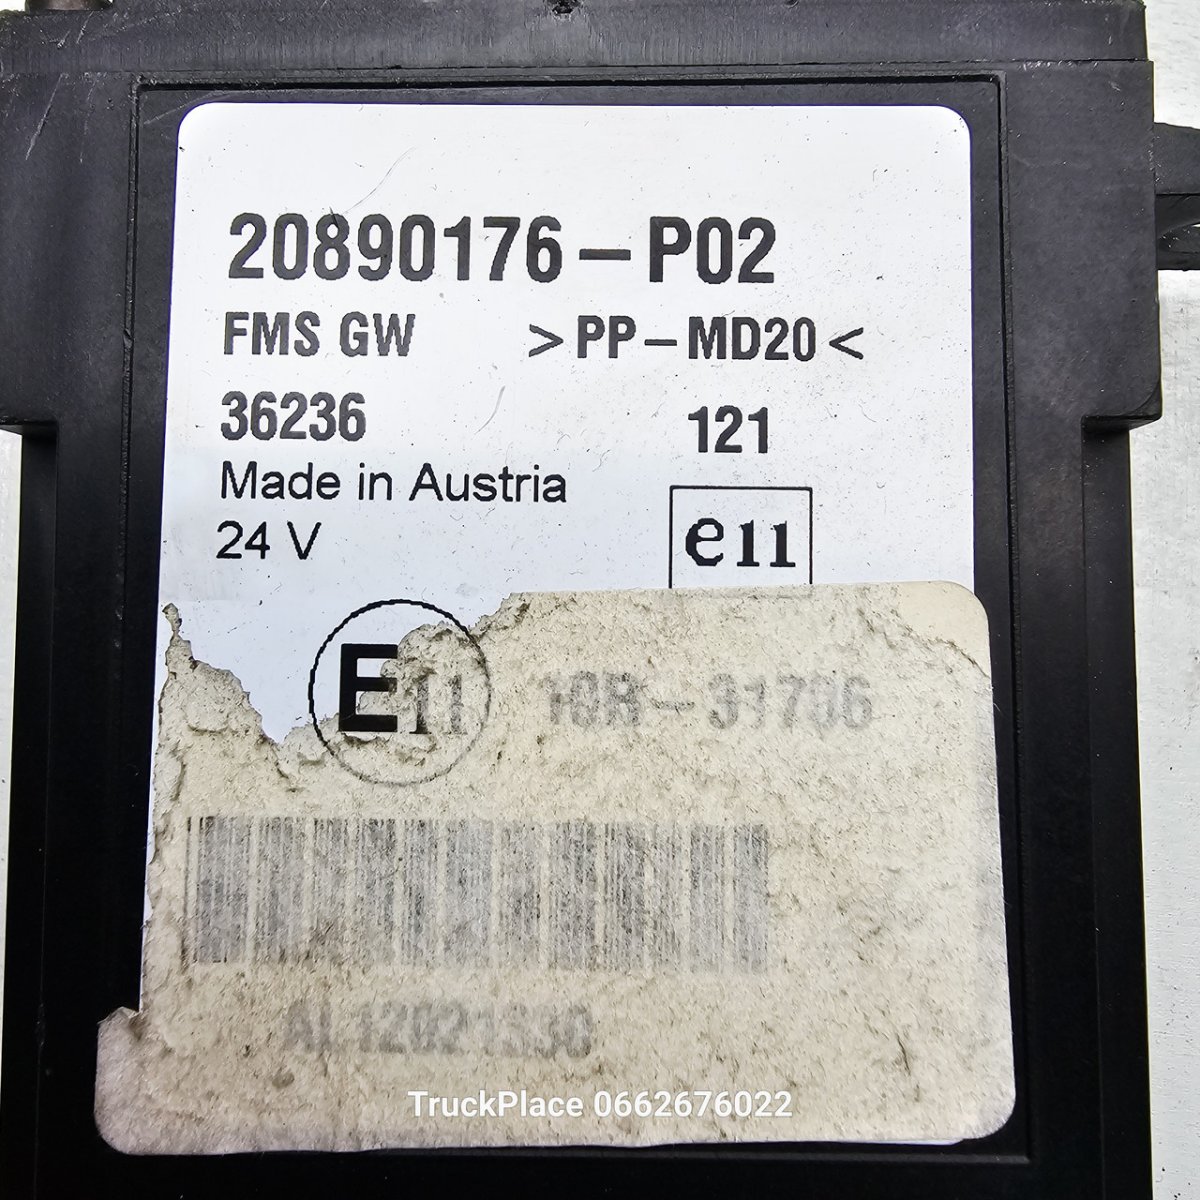 20890176-P02
FMS GW >PP-MD20<
36236 121
Made in Austria
24 V
e11
E11
TruckPlace 0662676022